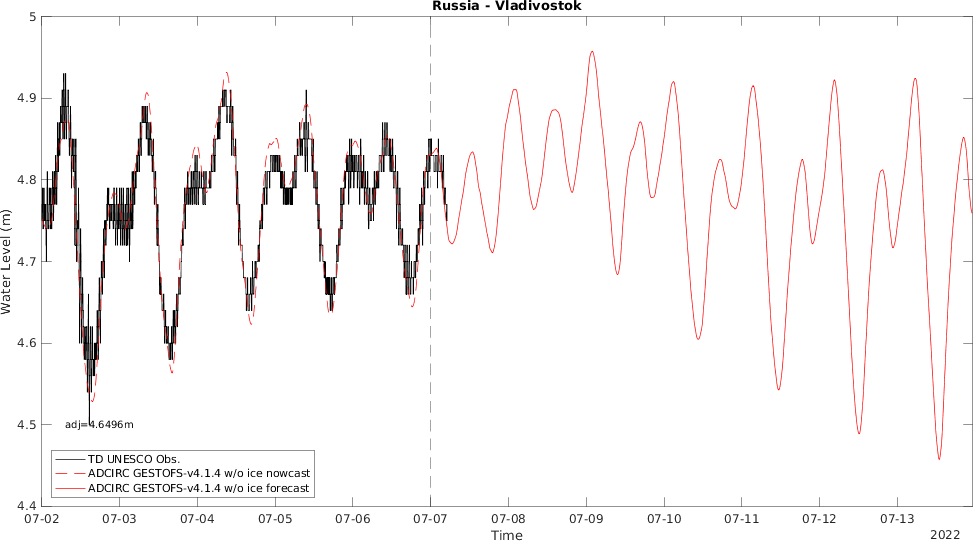 Russia - Vladivostok
Water Level (m)
5
4.9
4.8
4.7
4.6
4.5
4.4
adj=4.6496m
TD UNESCO Obs.
ADCIRC GESTOFS-v4.1.4 w/o ice nowcast
ADCIRC GESTOFS-v4.1.4 w/o ice forecast
07-02 07-03 07-04 07-05 07-06 07-07 07-08 07-09 07-10 07-11 07-12 07-13
Time
2022